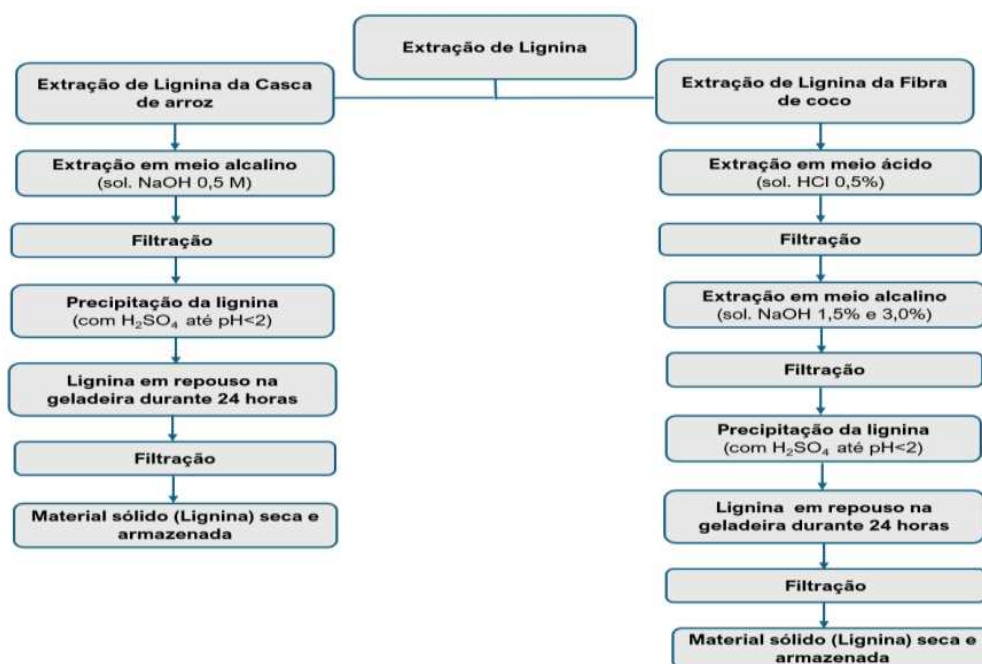 Extração de Lignina
Extração de Lignina da Casca
de arroz
Extração em meio alcalino
(sol. NaOH 0,5 M)
Filtração
Precipitação da lignina
(com H₂SO₄ até pH<2)
Lignina em repouso na
geladeira durante 24 horas
Filtração
Material sólido (Lignina) seca e
armazenada
Extração de Lignina da Fibra
de coco
Extração em meio ácido
(sol. HCl 0,5%)
Filtração
Extração em meio alcalino
(sol. NaOH 1,5% e 3,0%)
Filtração
Precipitação da lignina
(com H₂SO₄ até pH<2)
Lignina em repouso na
geladeira durante 24 horas
Filtração
Material sólido (Lignina) seca e
armazenada